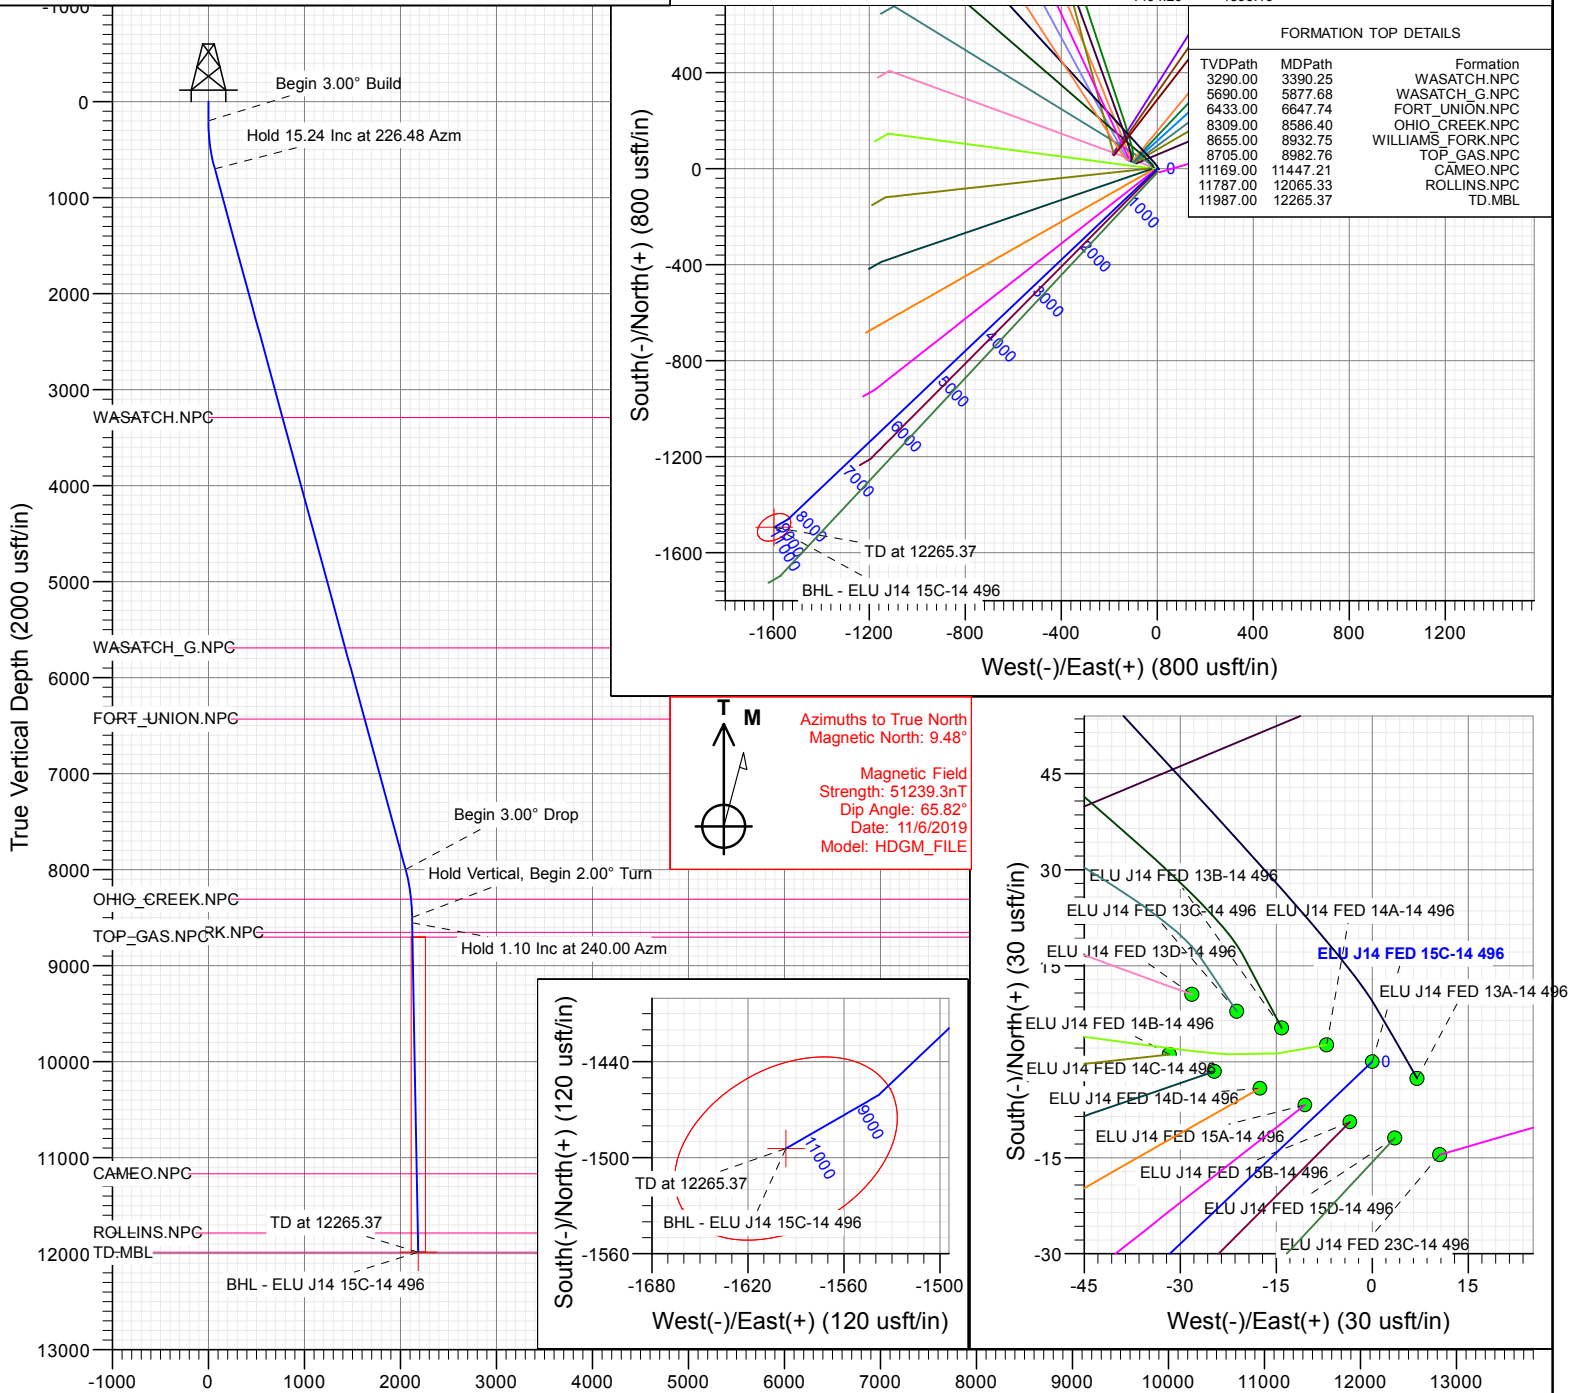 True Vertical Depth (2000 usft/in)
-1000
0
1000
2000
3000
4000
5000
6000
7000
8000
9000
10000
11000
12000
13000
-1000
0
1000
2000
3000
4000
5000
6000
7000
8000
9000
10000
11000
12000
13000
Begin 3.00° Build
Hold 15.24 Inc at 226.48 Azm
WASATCH.NPC
WASATCH_G.NPC
FORT_UNION.NPC
Begin 3.00° Drop
Hold Vertical, Begin 2.00° Turn
OHIO_CREEK.NPC
RK.NPC
TOP_GAS.NPC
Hold 1.10 Inc at 240.00 Azm
CAMEO.NPC
ROLLINS.NPC
TD at 12265.37
TD.MBL
BHL - ELU J14 15C-14 496
South(-)/North(+) (800 usft/in)
400
0
-400
-800
-1200
-1600
-1600
-1200
-800
-400
0
400
800
1200
West(-)/East(+) (800 usft/in)
0
1000
2000
3000
4000
5000
6000
7000
8000
9000
11000
TD at 12265.37
BHL - ELU J14 15C-14 496
FORMATION TOP DETAILS
TVDPath MDPath Formation
3290.00 3390.25 WASATCH.NPC
5690.00 5877.68 WASATCH_G.NPC
6433.00 6647.74 FORT_UNION.NPC
8309.00 8586.40 OHIO_CREEK.NPC
8655.00 8932.75 WILLIAMS_FORK.NPC
8705.00 8982.76 TOP_GAS.NPC
11169.00 11447.21 CAMEO.NPC
11787.00 12065.33 ROLLINS.NPC
11987.00 12265.37 TD.MBL
T
M
Azimuths to True North
Magnetic North: 9.48°
Magnetic Field
Strength: 51239.3nT
Dip Angle: 65.82°
Date: 11/6/2019
Model: HDGM_FILE
South(-)/North(+) (120 usft/in)
-1440
-1500
-1560
-1680
-1620
-1560
-1500
West(-)/East(+) (120 usft/in)
9000
11000
TD at 12265.37
BHL - ELU J14 15C-14 496
South(-)/North(+) (30 usft/in)
45
30
15
-15
-30
-45
-30
-15
0
15
West(-)/East(+) (30 usft/in)
ELU J14 FED 13B-14 496
ELU J14 FED 13C-14 496
ELU J14 FED 14A-14 496
ELU J14 FED 13D-14 496
ELU J14 FED 15C-14 496
ELU J14 FED 13A-14 496
ELU J14 FED 14B-14 496
0
ELU J14 FED 14C-14 496
ELU J14 FED 14D-14 496
ELU J14 FED 15A-14 496
ELU J14 FED 15B-14 496
ELU J14 FED 15D-14 496
ELU J14 FED 23C-14 496